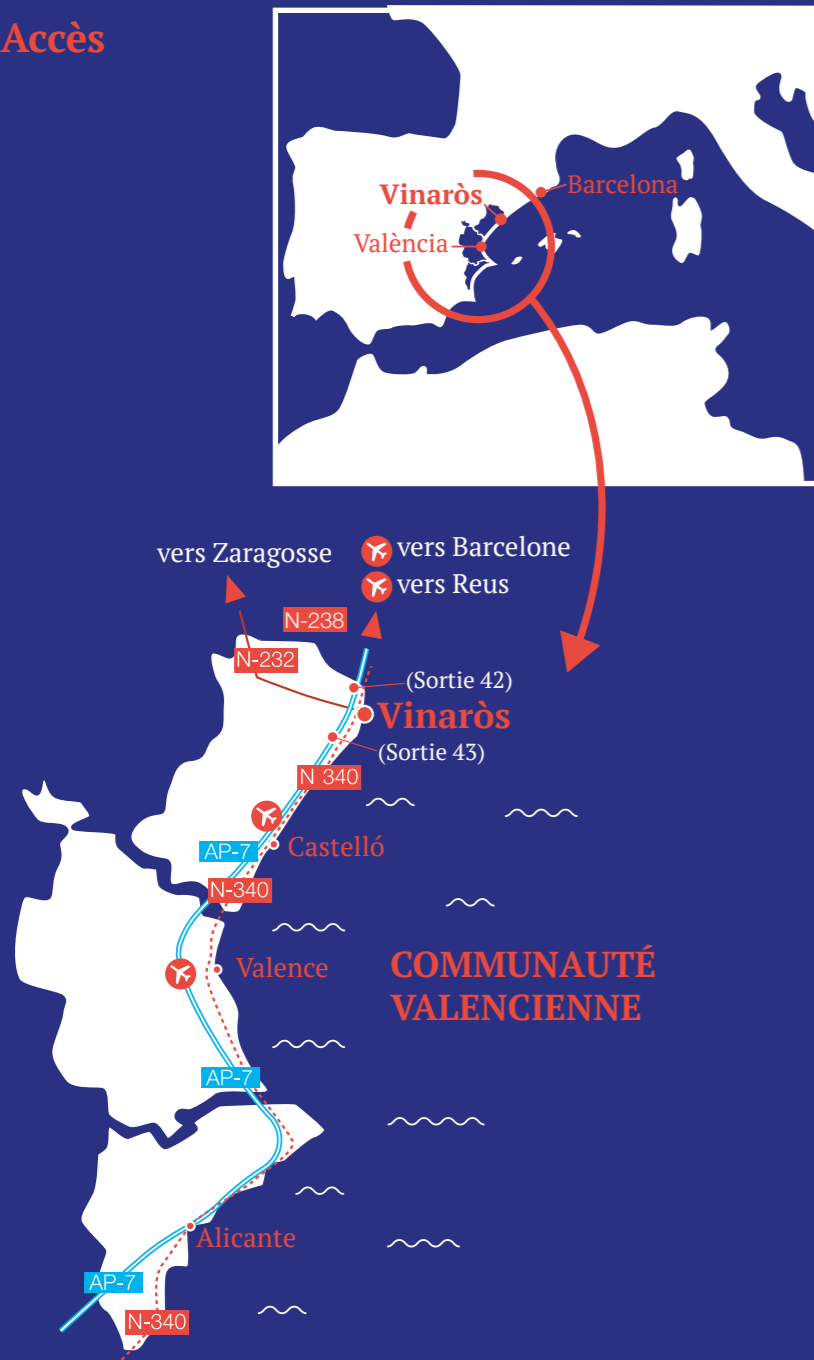 Accès
Barcelona
Vinaròs
València
vers Zaragosse
vers Barcelone
vers Reus
N-238
N-232
(Sortie 42)
Vinaròs
(Sortie 43)
N 340
Castelló
AP-7
N-340
Valence
COMMUNAUTÉ
VALENCIENNE
AP-7
Alicante
AP-7
N-340